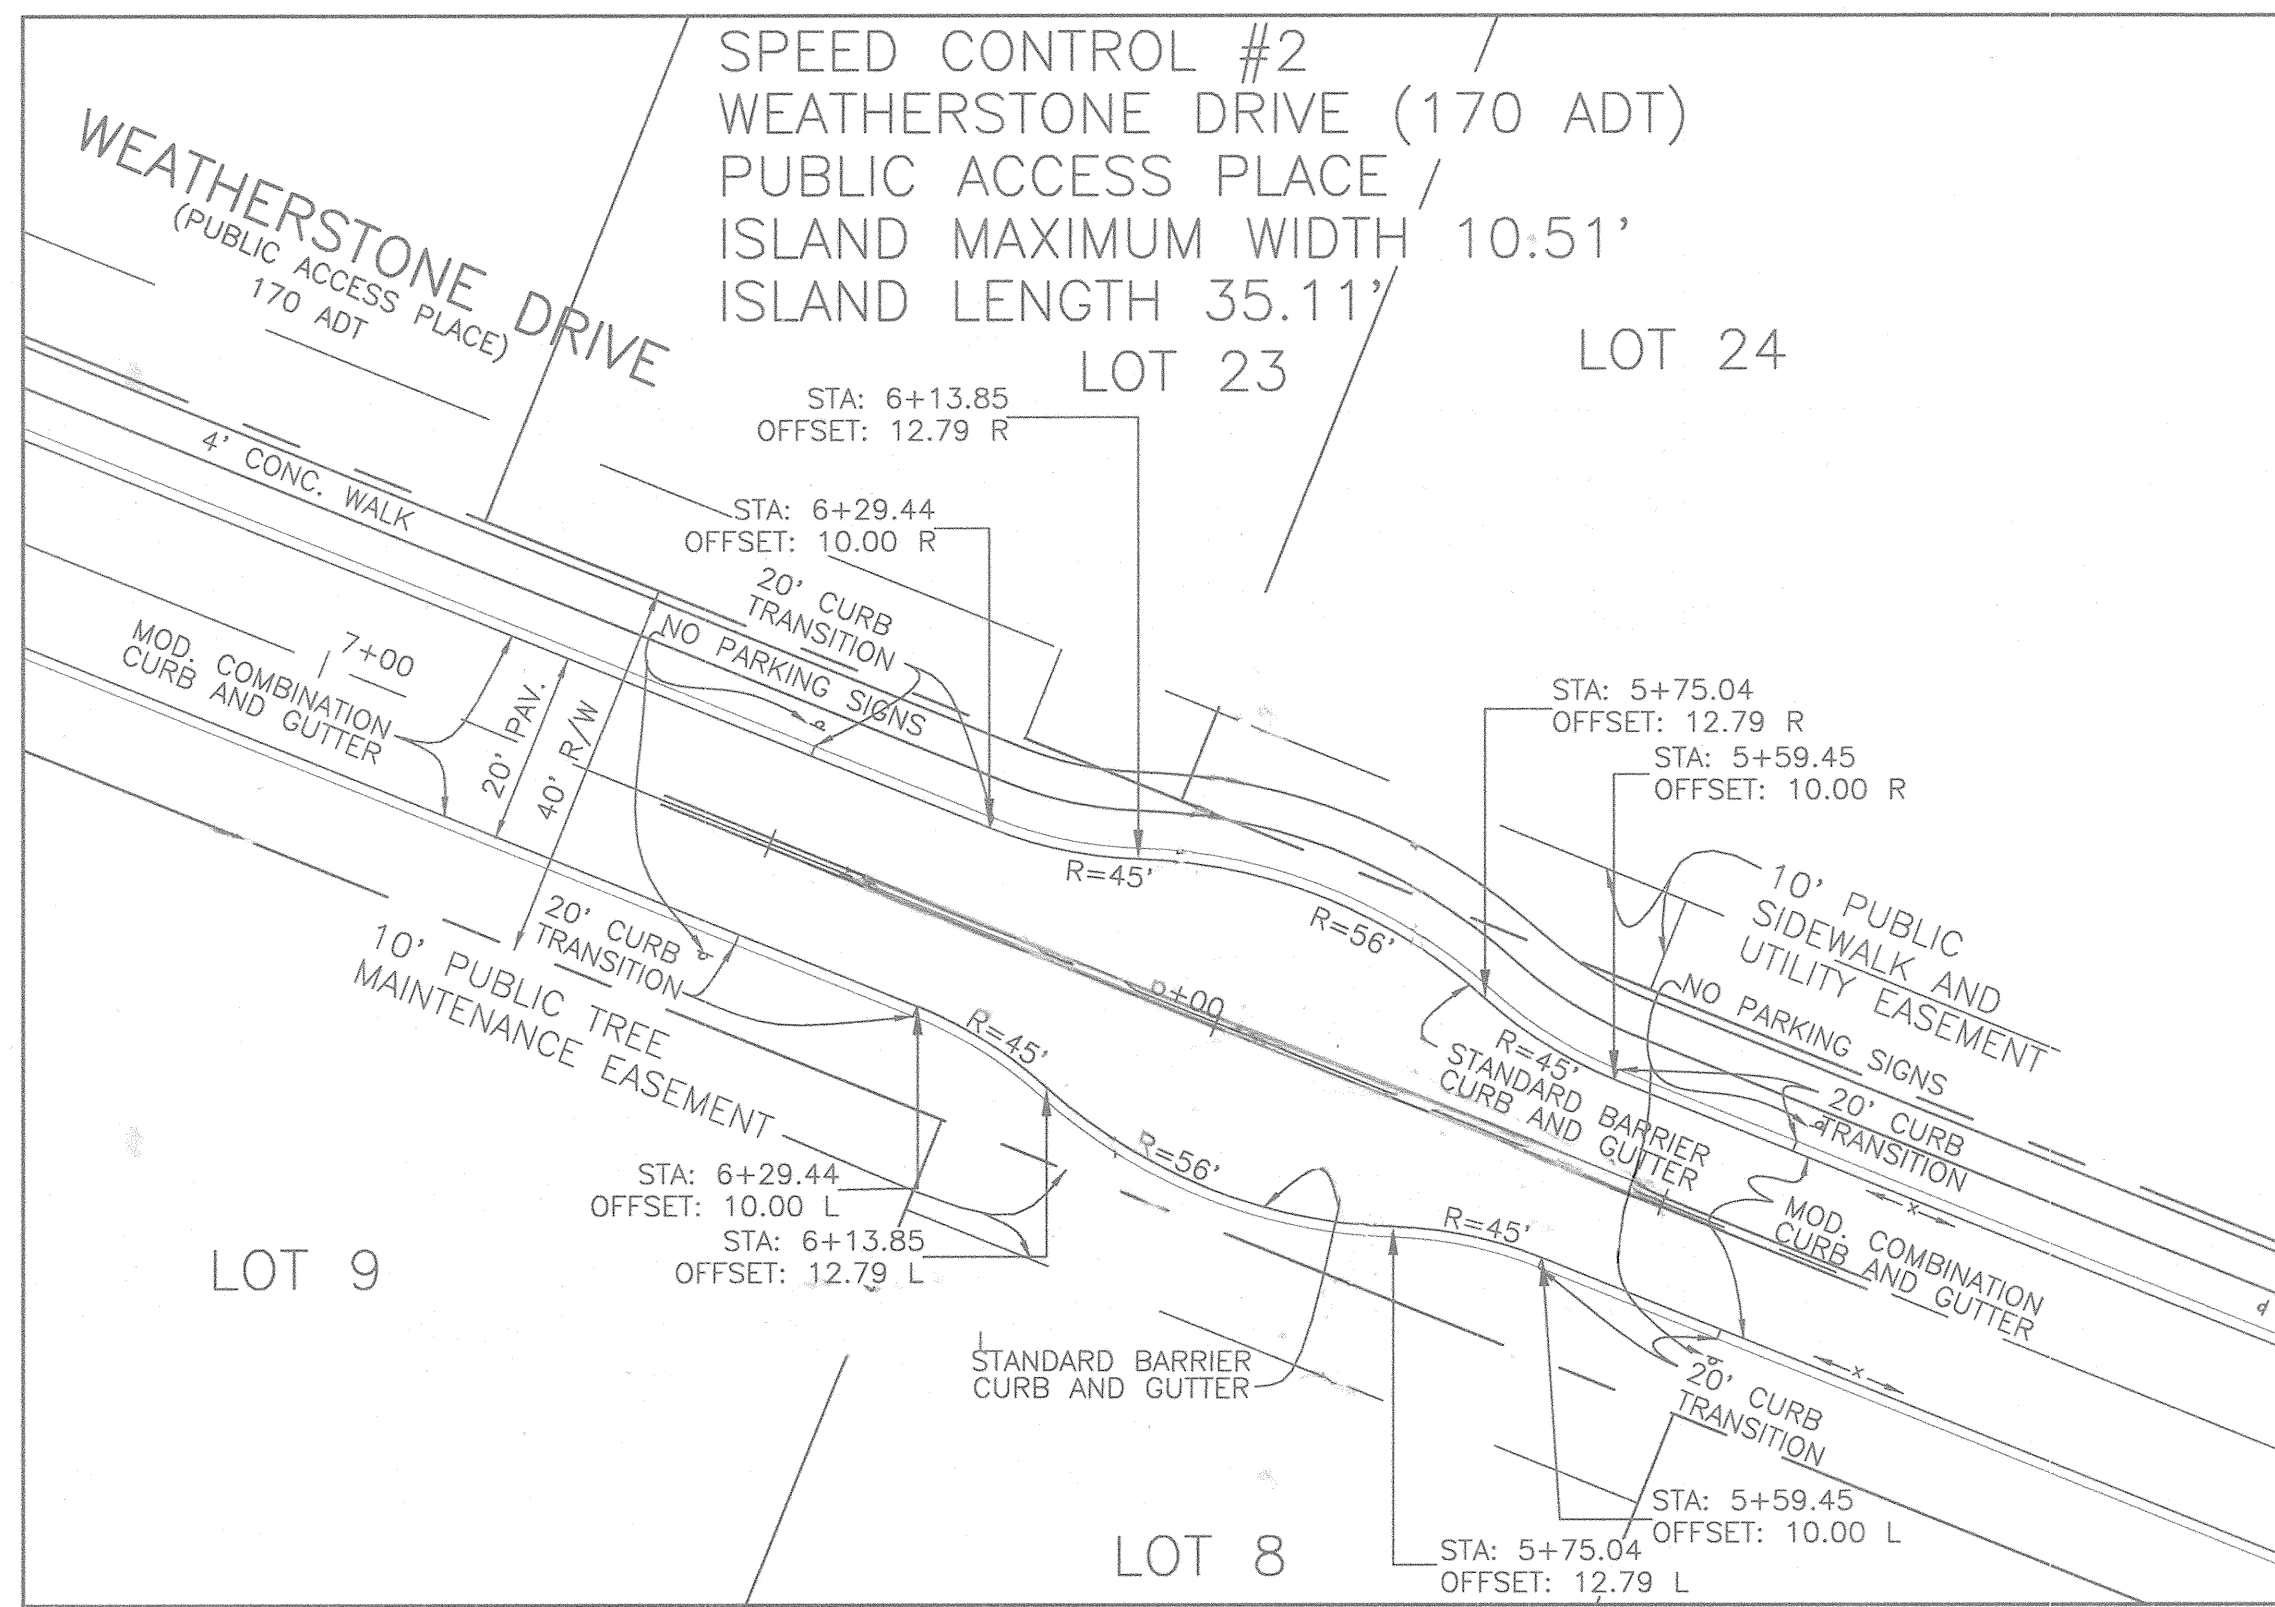 SPEED CONTROL #2
WEATHERSTONE DRIVE (170 ADT)
PUBLIC ACCESS PLACE
ISLAND MAXIMUM WIDTH 10.51'
ISLAND LENGTH 35.11'
WEATHERSTONE DRIVE
(PUBLIC ACCESS PLACE)
170 ADT
LOT 23
LOT 24
STA: 6+13.85
OFFSET: 12.79 R
4' CONC. WALK
STA: 6+29.44
OFFSET: 10.00 R
20' CURB
TRANSITION
NO PARKING SIGNS
7+00
MOD. COMBINATION
CURB AND GUTTER
20' PAV.
40' R/W
STA: 5+75.04
OFFSET: 12.79 R
STA: 5+59.45
OFFSET: 10.00 R
R=45'
R=56'
10' PUBLIC
SIDEWALK AND
UTILITY EASEMENT
NO PARKING SIGNS
20' CURB
TRANSITION
10' PUBLIC TREE
MAINTENANCE EASEMENT
+00
R=45'
R=45'
STANDARD BARRIER
CURB AND GUTTER
20' CURB
TRANSITION
R=56'
STA: 6+29.44
OFFSET: 10.00 L
STA: 6+13.85
OFFSET: 12.79 L
R=45'
MOD. COMBINATION
CURB AND GUTTER
LOT 9
STANDARD BARRIER
CURB AND GUTTER
20' CURB
TRANSITION
STA: 5+59.45
OFFSET: 10.00 L
LOT 8
STA: 5+75.04
OFFSET: 12.79 L